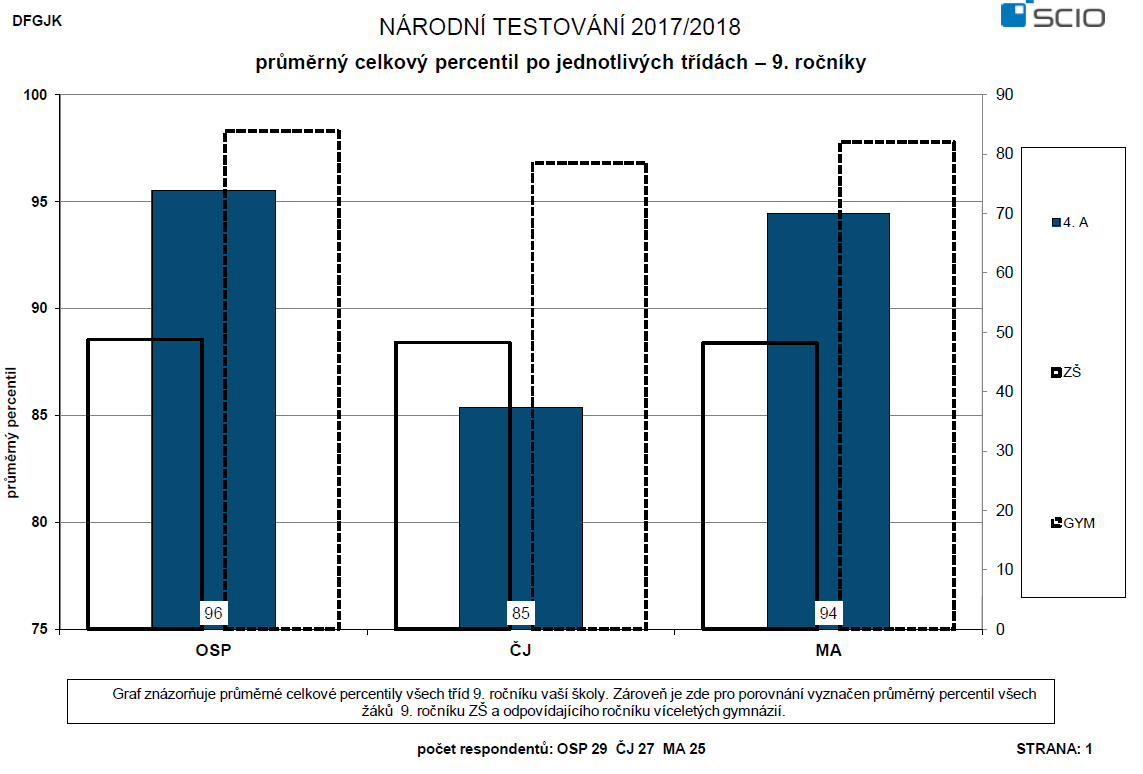 DFGJK
SCIO
NÁRODNÍ TESTOVÁNÍ 2017/2018
průměrný celkový percentil po jednotlivých třídách – 9. ročníky
průměrný percentil
100
95
90
85
80
75
90
80
70
60
50
40
30
20
10
0
96
85
94
OSP
ČJ
MA
4. A
ZŠ
GYM
Graf znázorňuje průměrné celkové percentily všech tříd 9. ročníku vaší školy. Zároveň je zde pro porovnání vyznačen průměrný percentil všech
žáků 9. ročníku ZŠ a odpovídajícího ročníku víceletých gymnázií.
počet respondentů: OSP 29 ČJ 27 MA 25
STRANA: 1